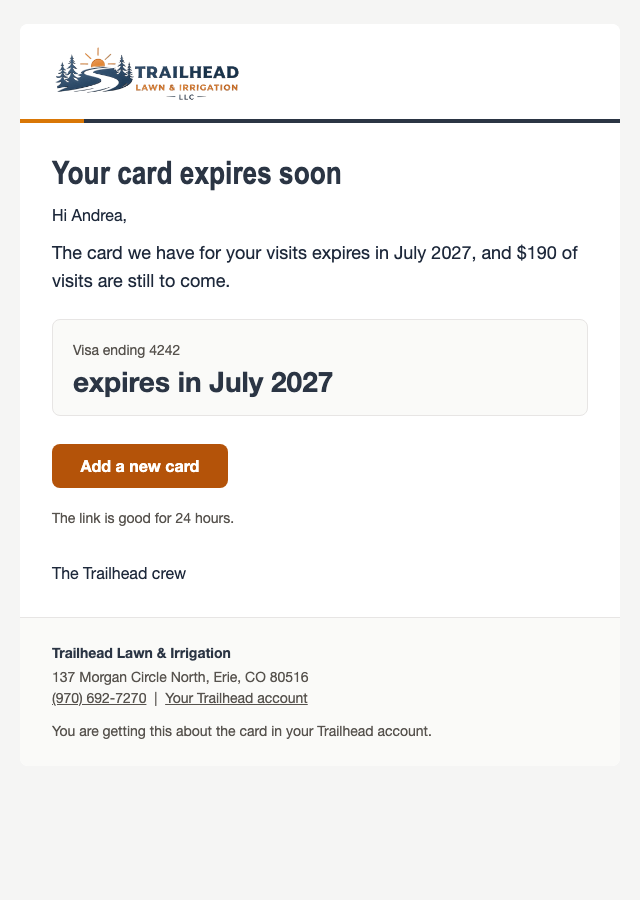 TRAILHEAD
LAWN & IRRIGATION
LLC
Your card expires soon
Hi Andrea,
The card we have for your visits expires in July 2027, and $190 of
visits are still to come.
Visa ending 4242
expires in July 2027
Add a new card
The link is good for 24 hours.
The Trailhead crew
Trailhead Lawn & Irrigation
137 Morgan Circle North, Erie, CO 80516
(970) 692-7270 | Your Trailhead account
You are getting this about the card in your Trailhead account.